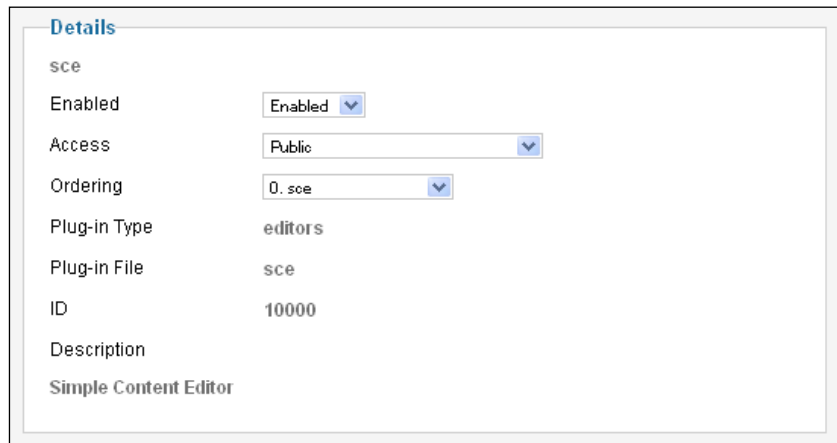 Details
sce
Enabled Enabled
Access Public
Ordering 0. sce
Plug-in Type editors
Plug-in File sce
ID 10000
Description
Simple Content Editor